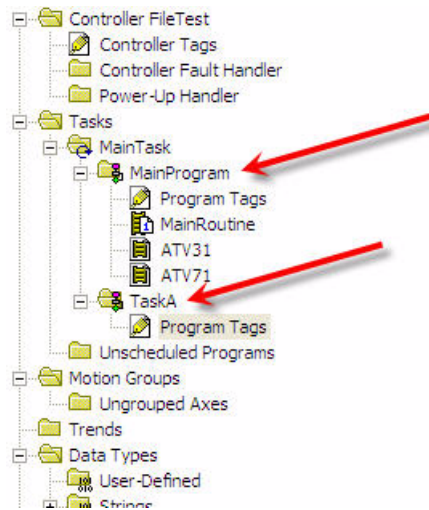 Controller FileTest
Controller Tags
Controller Fault Handler
Power-Up Handler
Tasks
MainTask
MainProgram
Program Tags
MainRoutine
ATV31
ATV71
TaskA
Program Tags
Unscheduled Programs
Motion Groups
Ungrouped Axes
Trends
Data Types
User-Defined
Strings